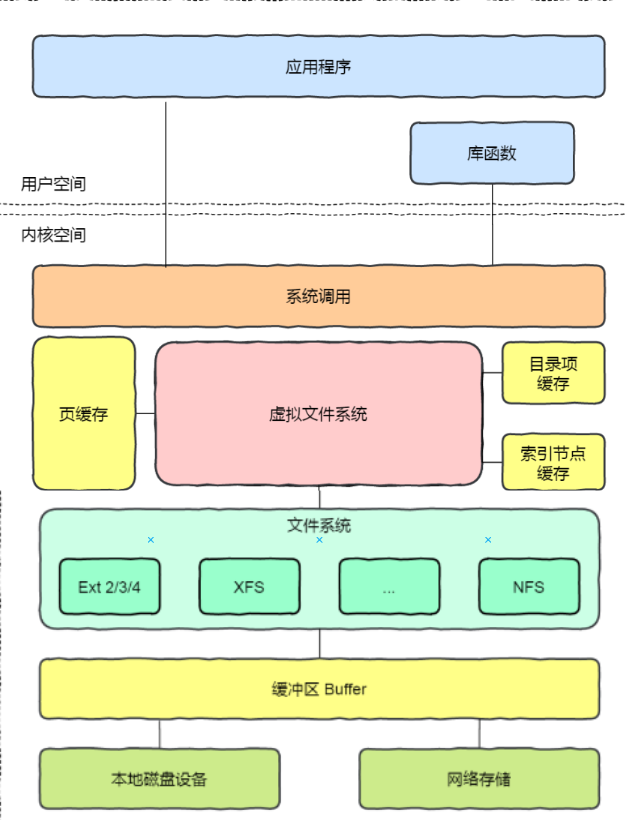 应用程序
库函数
用户空间
内核空间
系统调用
页缓存
虚拟文件系统
目录项
缓存
索引节点
缓存
文件系统
Ext 2/3/4
XFS
...
NFS
缓冲区 Buffer
本地磁盘设备
网络存储